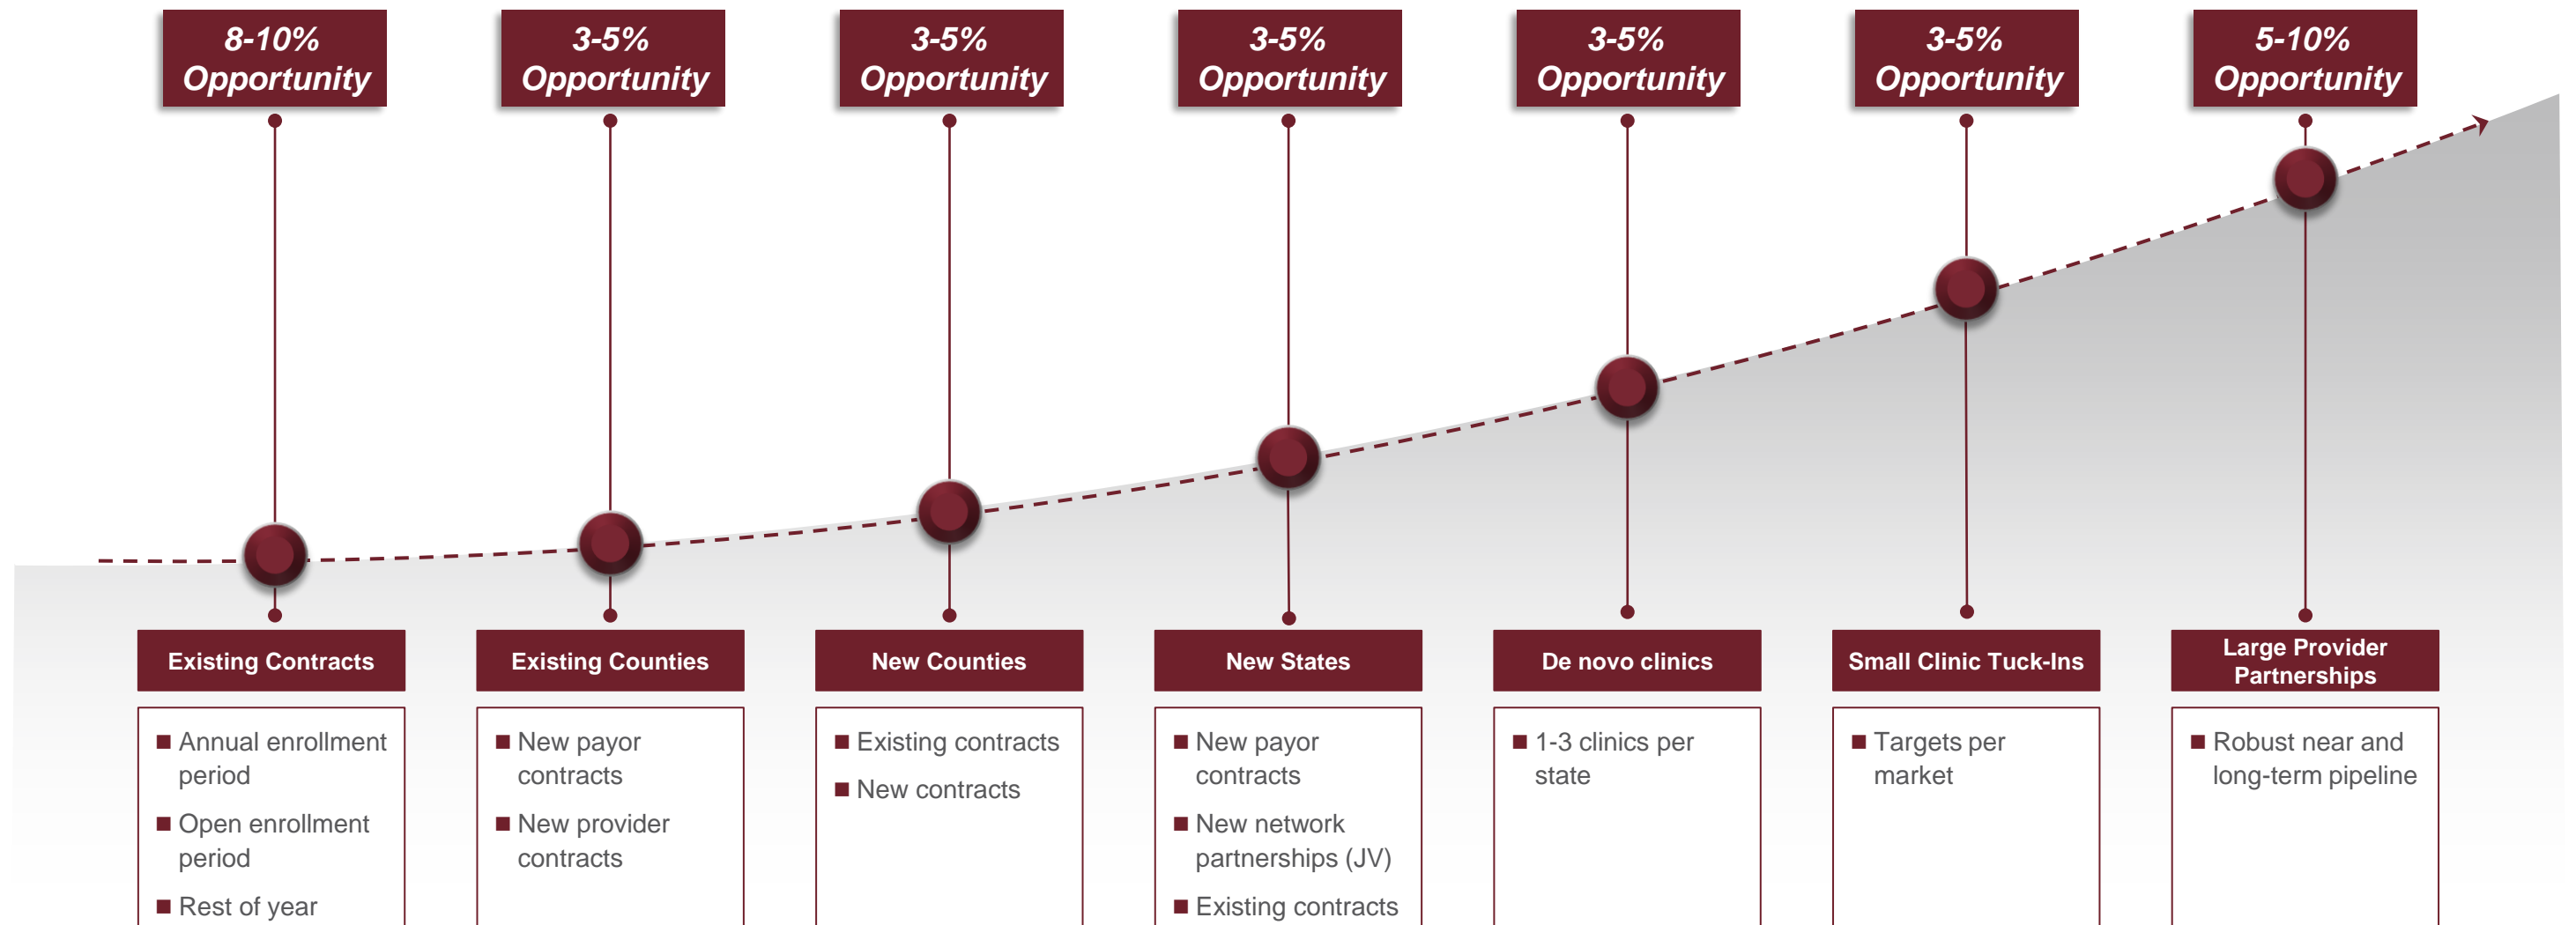 8-10%
Opportunity
3-5%
Opportunity
3-5%
Opportunity
3-5%
Opportunity
3-5%
Opportunity
3-5%
Opportunity
5-10%
Opportunity
Existing Contracts
Annual enrollment
period
Open enrollment
period
Rest of year
Existing Counties
New payor
contracts
New provider
contracts
New Counties
Existing contracts
New contracts
New States
New payor
contracts
New network
partnerships (JV)
Existing contracts
De novo clinics
1-3 clinics per
state
Small Clinic Tuck-Ins
Targets per
market
Large Provider
Partnerships
Robust near and
long-term pipeline